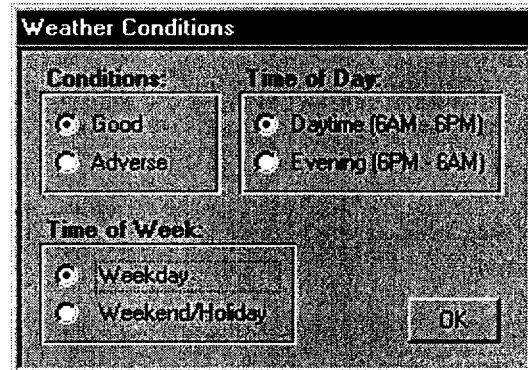 Weather Conditions
Conditions:
Good
Adverse
Time of Day:
Daytime (6AM - 6PM)
Evening (6PM - 6AM)
Time of Week:
Weekday
Weekend/Holiday
OK